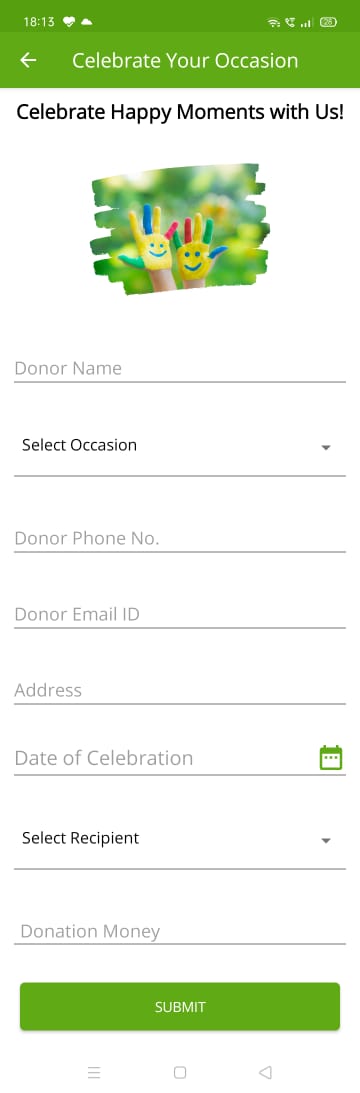 18:13
28
Celebrate Your Occasion
Celebrate Happy Moments with Us!
Donor Name
Select Occasion
Donor Phone No.
Donor Email ID
Address
Date of Celebration
Select Recipient
Donation Money
SUBMIT